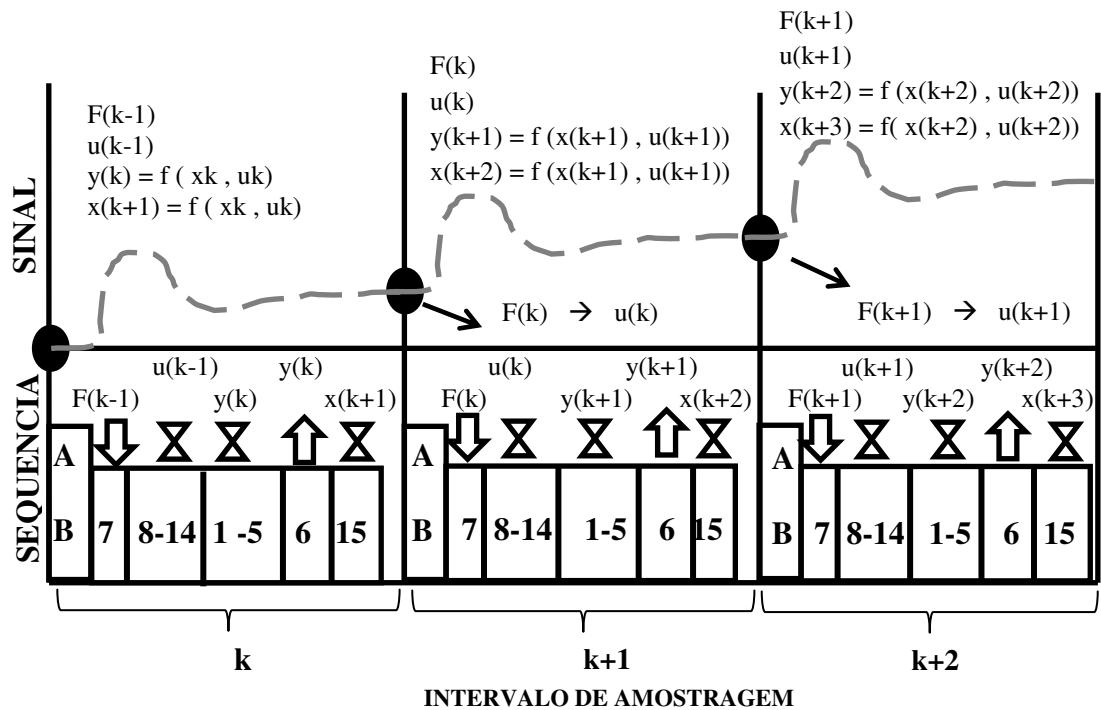 F(k+1)
u(k+1)
y(k+2) = f (x(k+2) , u(k+2))
x(k+3) = f( x(k+2) , u(k+2))
F(k)
u(k)
y(k+1) = f (x(k+1) , u(k+1))
x(k+2) = f (x(k+1) , u(k+1))
F(k-1)
u(k-1)
y(k) = f ( xk , uk)
x(k+1) = f ( xk , uk)
SINAL
F(k) → u(k)
F(k+1) → u(k+1)
SEQUENCIA
u(k-1) y(k)
F(k-1) y(k) x(k+1)
u(k) y(k+1)
F(k) y(k+1) x(k+2)
u(k+1) y(k+2)
F(k+1) y(k+2) x(k+3)
A
B 7 8-14 1 -5 6 15
A
B 7 8-14 1-5 6 15
A
B 7 8-14 1-5 6 15
k k+1 k+2
INTERVALO DE AMOSTRAGEM